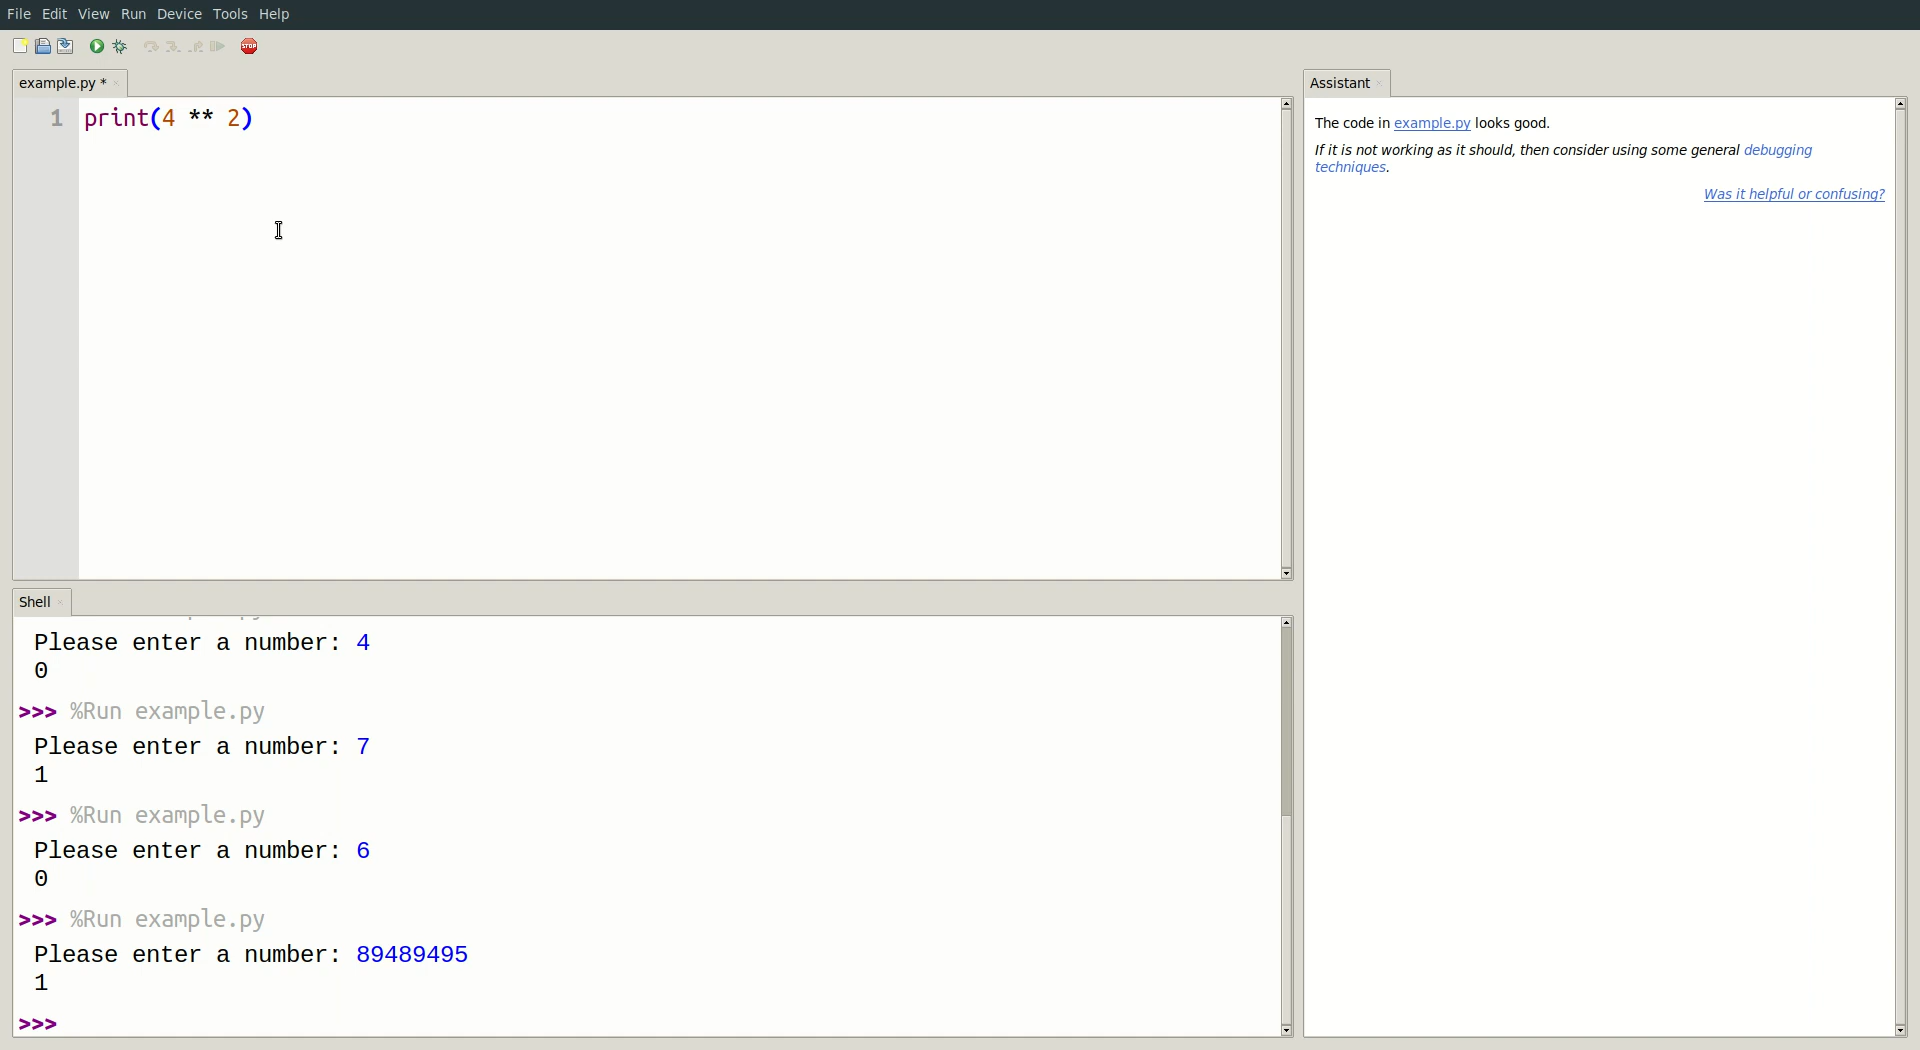 File Edit View Run Device Tools Help
STOP
example.py *
1 print(4 ** 2)
Shell
Please enter a number: 4
0
>>> %Run example.py
Please enter a number: 7
1
>>> %Run example.py
Please enter a number: 6
0
>>> %Run example.py
Please enter a number: 89489495
1
>>>
Assistant
The code in example.py looks good.
If it is not working as it should, then consider using some general debugging
techniques.
Was it helpful or confusing?